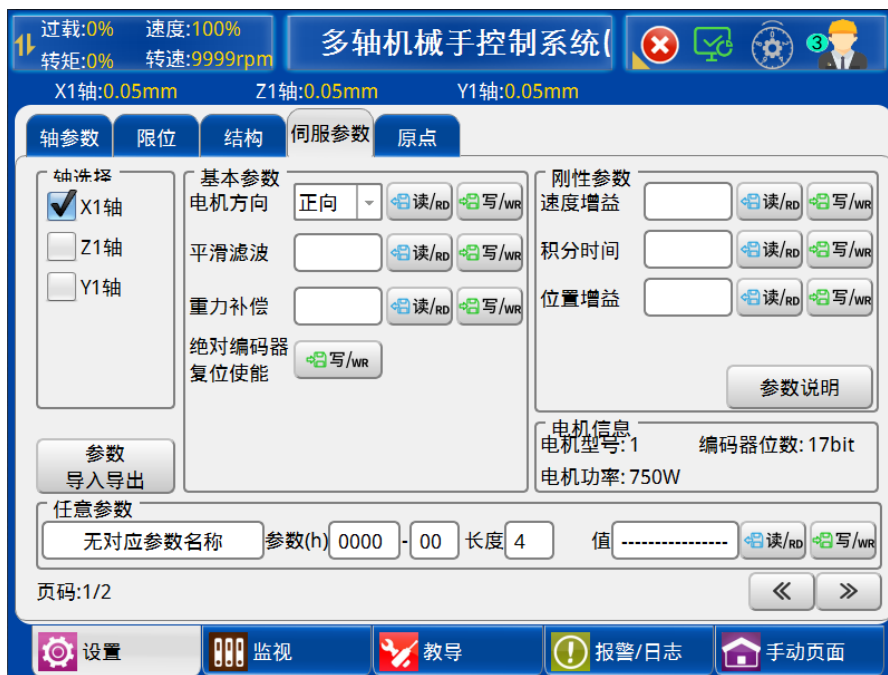 过载:0% 速度:100% 多轴机械手控制系统(
转矩:0% 转速:9999rpm 3
X1轴:0.05mm Z1轴:0.05mm Y1轴:0.05mm
轴参数 限位 结构 伺服参数 原点
轴选择 基本参数 刚性参数
X1轴 电机方向 正向 读/RD 写/WR 速度增益 读/RD 写/WR
Z1轴 平滑滤波 读/RD 写/WR 积分时间 读/RD 写/WR
Y1轴 重力补偿 读/RD 写/WR 位置增益 读/RD 写/WR
绝对编码器
复位使能 写/WR
参数说明
电机信息
电机型号:1 编码器位数:17bit
电机功率:750W
参数
导入导出
任意参数
无对应参数名称 参数(h) 0000 - 00 长度 4 值 ---------------- 读/RD 写/WR
页码:1/2
设置 监视 教导 报警/日志 手动页面